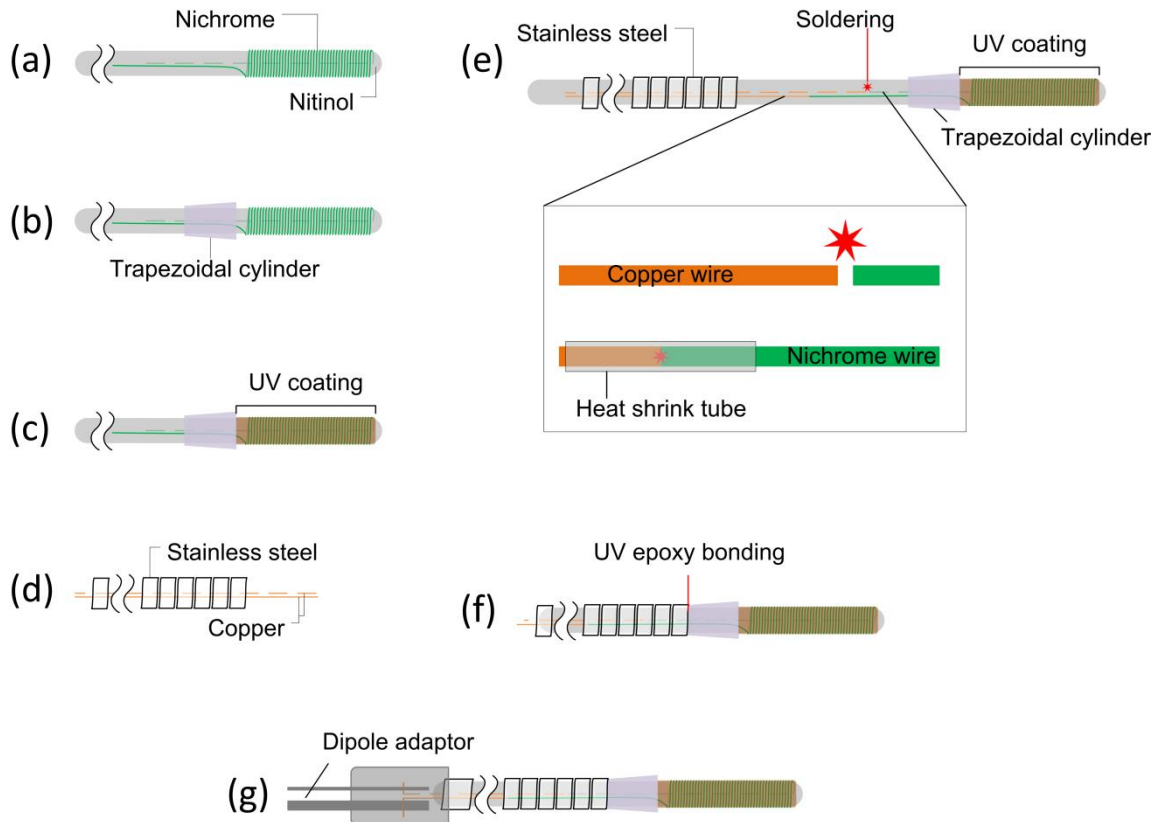 (a)
Nichrome
Nitinol
(b)
Trapezoidal cylinder
(c)
UV coating
(d)
Stainless steel
Copper
(e)
Stainless steel
Soldering
UV coating
Trapezoidal cylinder
Copper wire
Nichrome wire
Heat shrink tube
(f)
UV epoxy bonding
(g)
Dipole adaptor